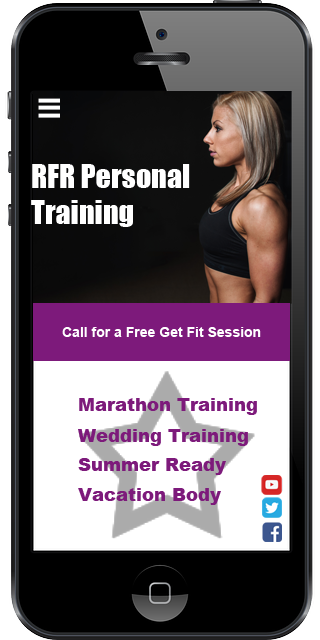 RFR Personal
Training
Call for a Free Get Fit Session
Marathon Training
Wedding Training
Summer Ready
Vacation Body